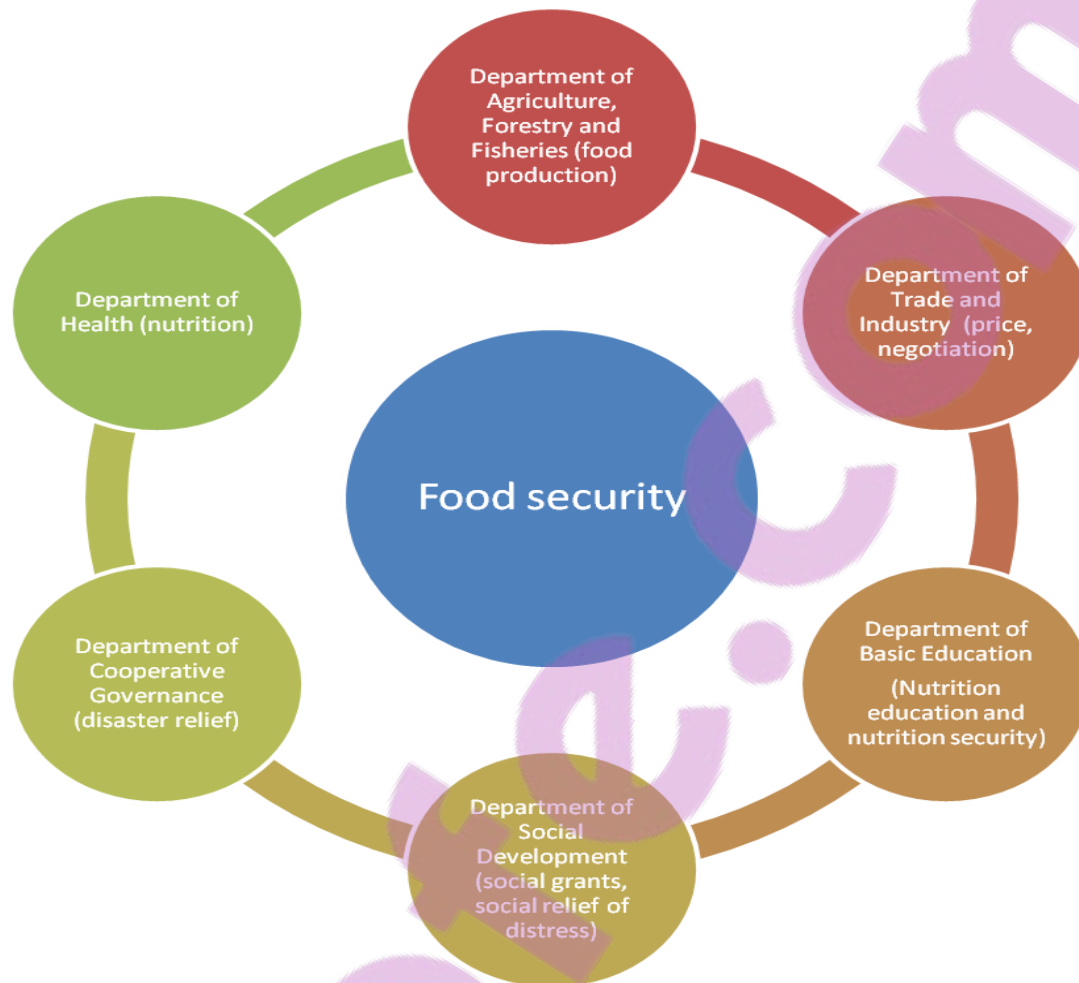 Department of
Agriculture,
Forestry and
Fisheries (food
production)
Department of
Trade and
Industry (price,
negotiation)
Department of
Basic Education
(Nutrition
education and
nutrition security)
Department of
Social
Development
(social grants,
social relief of
distress)
Department of
Cooperative
Governance
(disaster relief)
Department of
Health (nutrition)
Food security